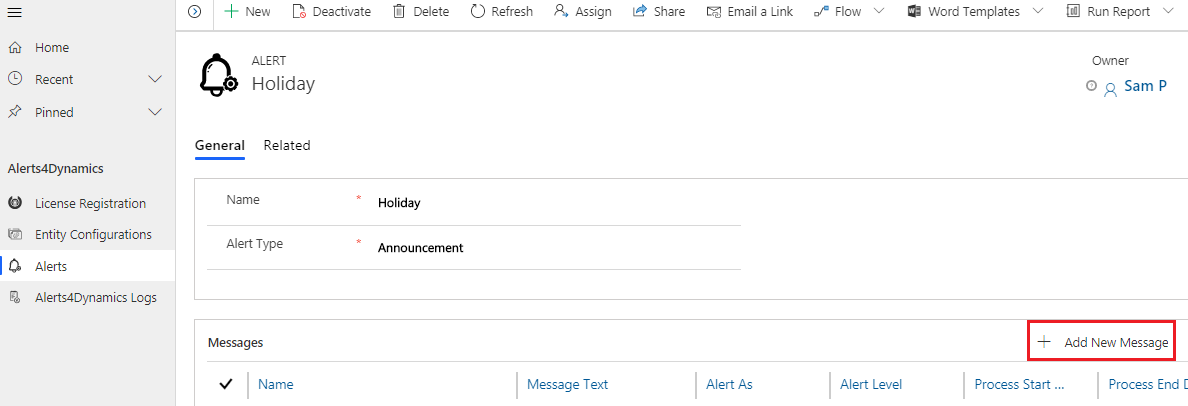 New Deactivate Delete Refresh Assign Share Email a Link Flow Word Templates Run Report
Home
Recent
Pinned
Alerts4Dynamics
License Registration
Entity Configurations
Alerts
Alerts4Dynamics Logs
ALERT
Holiday
Owner
Sam P
General Related
Name * Holiday
Alert Type * Announcement
Messages
Add New Message
Name Message Text Alert As Alert Level Process Start ... Process End D